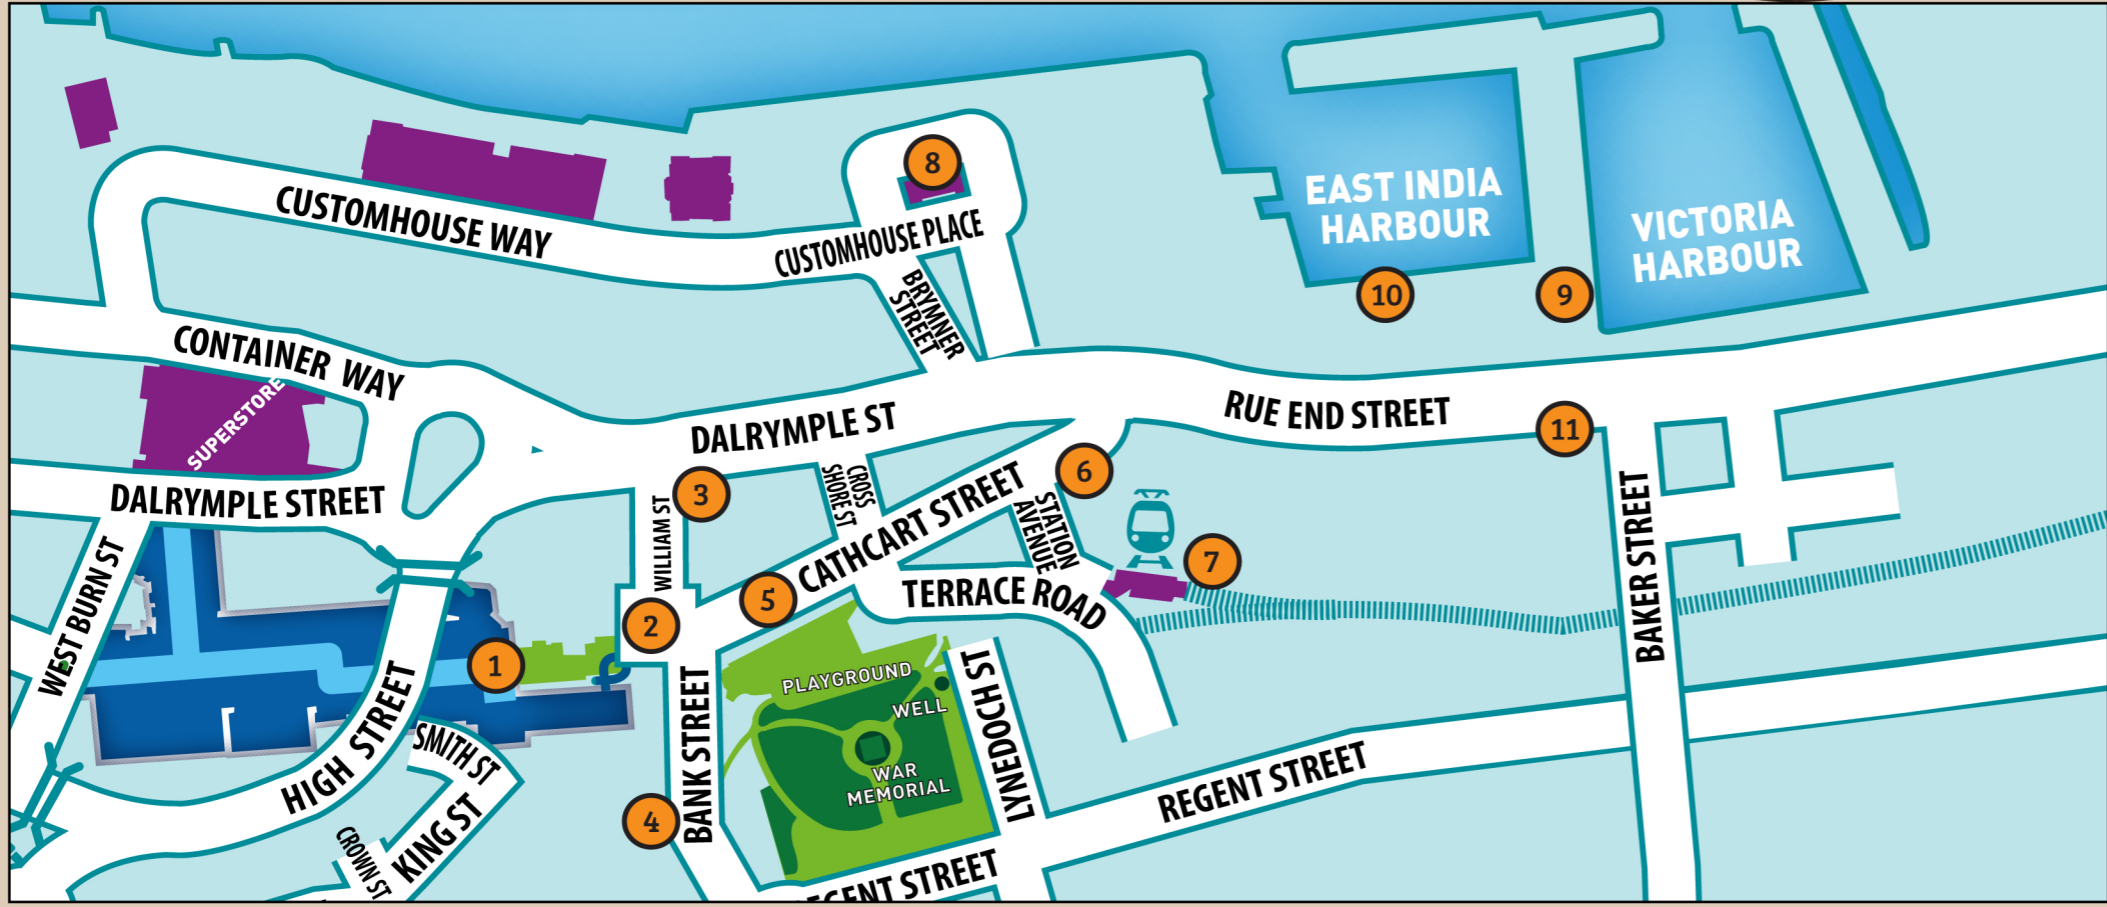 8
CUSTOMHOUSE WAY
CUSTOMHOUSE PLACE
EAST INDIA
HARBOUR
VICTORIA
HARBOUR
BRYMNER
STREET
10
9
CONTAINER WAY
SUPERSTORE
DALRYMPLE ST
RUE END STREET
11
DALRYMPLE STREET
3
CROSS
SHORE ST
6
CATHCART STREET
STATION
AVENUE
WILLIAM ST
7
BAKER STREET
WEST BURN ST
5
TERRACE ROAD
2
1
PLAYGROUND
WELL
LYNEDOCH ST
HIGH STREET
SMITH ST
BANK STREET
WAR
MEMORIAL
4
KING ST
CROWN ST
REGENT STREET
EGENT STREET